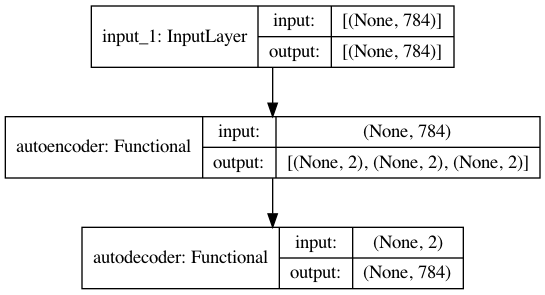 input_1: InputLayer
input:
[(None, 784)]
output:
[(None, 784)]
autoencoder: Functional
input:
(None, 784)
output:
[(None, 2), (None, 2), (None, 2)]
autodecoder: Functional
input:
(None, 2)
output:
(None, 784)